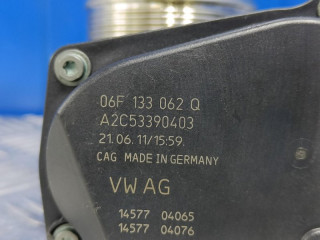 06F 133 062 Q
A2C53390403
21.06.11/15:59
CAG MADE IN GERMANY
VW AG
14577 04065
14577 04076